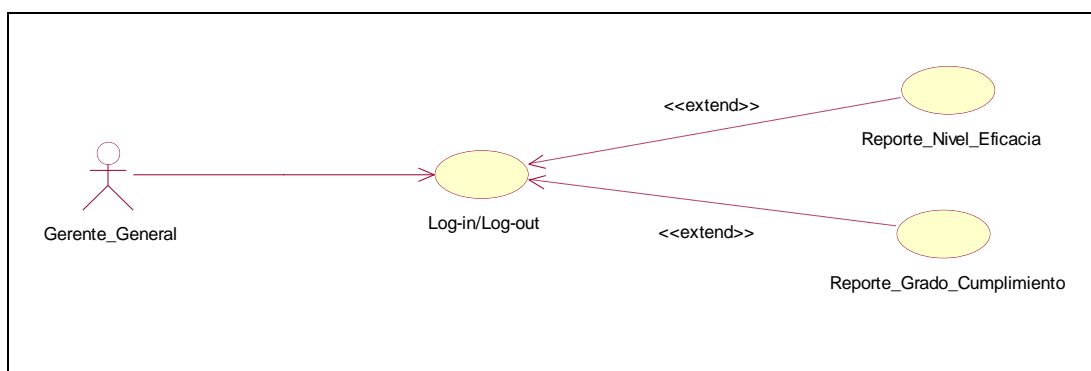 <<extend>>
Reporte_Nivel_Eficacia
Gerente_General
Log-in/Log-out
<<extend>>
Reporte_Grado_Cumplimiento